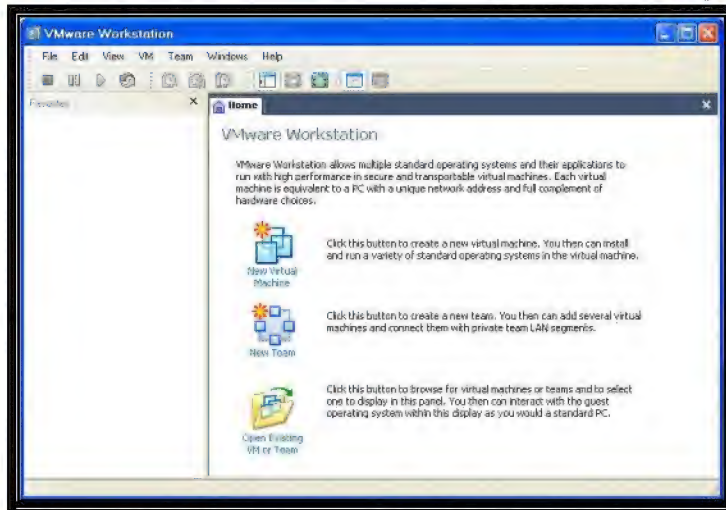 VMware Workstation
File Edit View VM Team Windows Help
Favorites
Home
VMware Workstation
VMware Workstation allows multiple standard operating systems and their applications to
run with high performance in secure and transportable virtual machines. Each virtual
machine is equivalent to a PC with a unique network address and full complement of
hardware choices.
New Virtual
Machine
Click this button to create a new virtual machine. You then can install
and run a variety of standard operating systems in the virtual machine.
New Team
Click this button to create a new team. You then can add several virtual
machines and connect them with private team LAN segments.
Open Existing
VM or Team
Click this button to browse for virtual machines or teams and to select
one to display in this panel. You then can interact with the guest
operating system within this display as you would a standard PC.